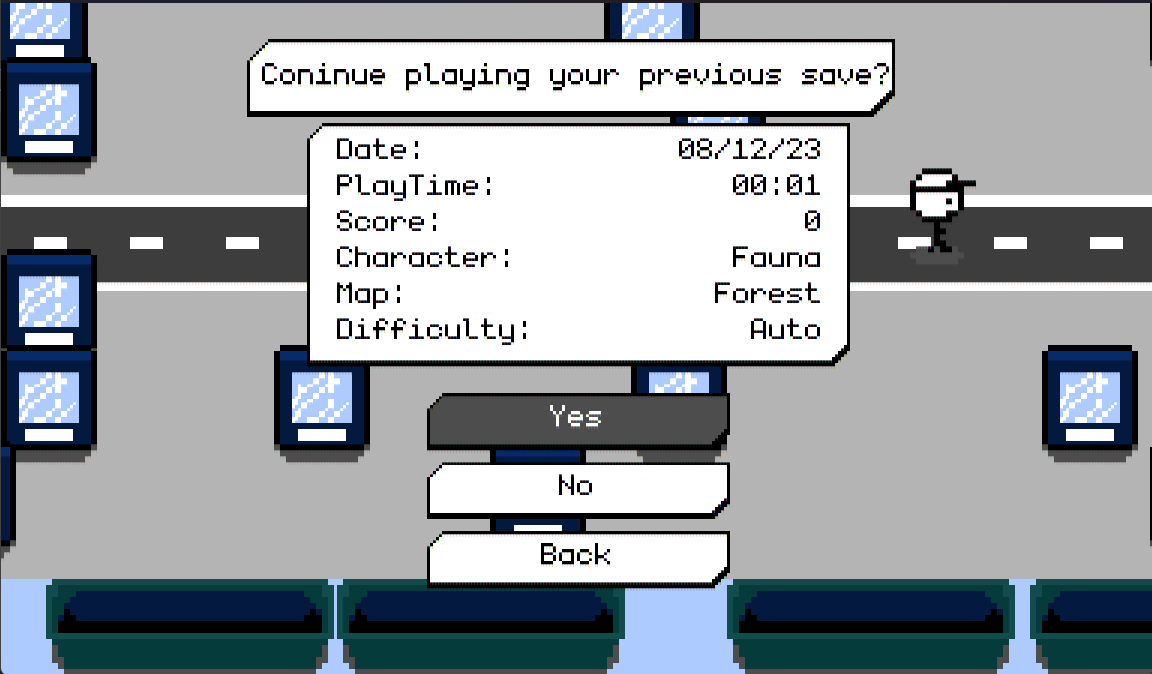 Coninue playing your previous save?
Date: 08/12/23
PlayTime: 00:01
Score: 0
Character: Fauna
Map: Forest
Difficulty: Auto
Yes
No
Back